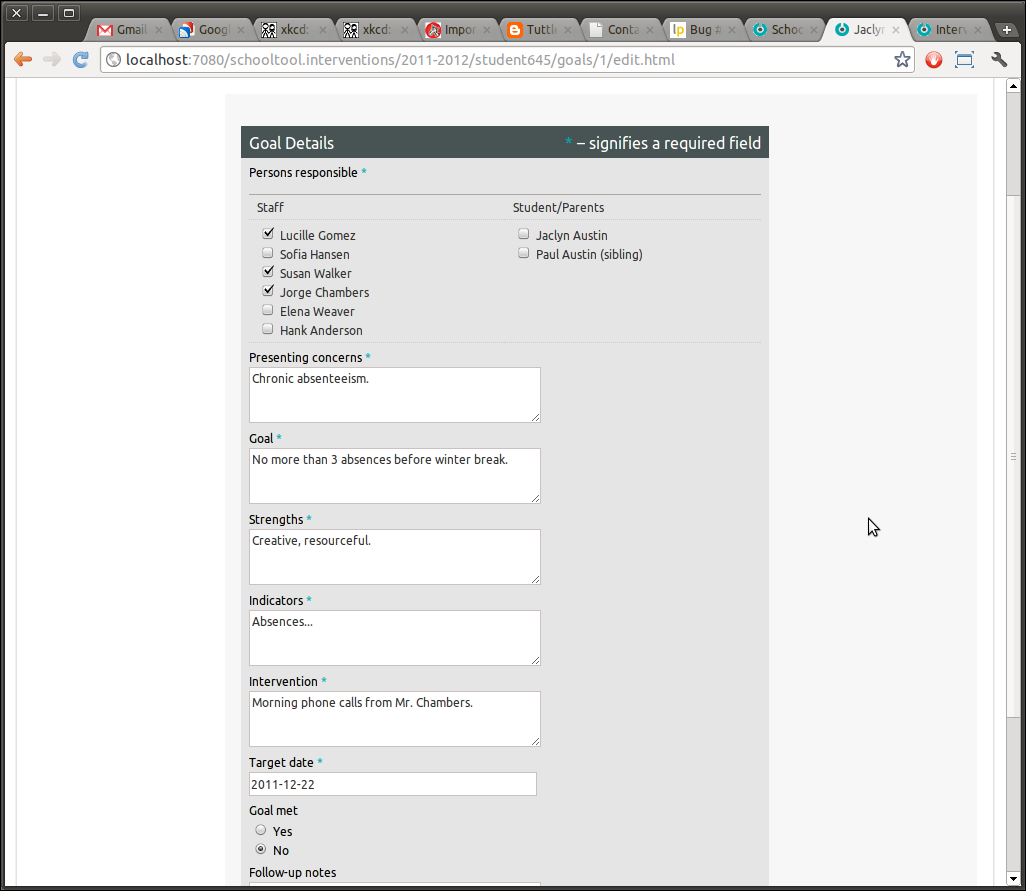 Gmail
Googl
xkcd:
xkcd:
Impor
Tuttl
Conta
lp Bug #
Schoo
Jaclyn
Interv
localhost:7080/schooltool.interventions/2011-2012/student645/goals/1/edit.html
Goal Details * – signifies a required field
Persons responsible *
Staff Student/Parents
Lucille Gomez Jaclyn Austin
Sofia Hansen Paul Austin (sibling)
Susan Walker
Jorge Chambers
Elena Weaver
Hank Anderson
Presenting concerns *
Chronic absenteeism.
Goal *
No more than 3 absences before winter break.
Strengths *
Creative, resourceful.
Indicators *
Absences...
Intervention *
Morning phone calls from Mr. Chambers.
Target date *
2011-12-22
Goal met
Yes
No
Follow-up notes